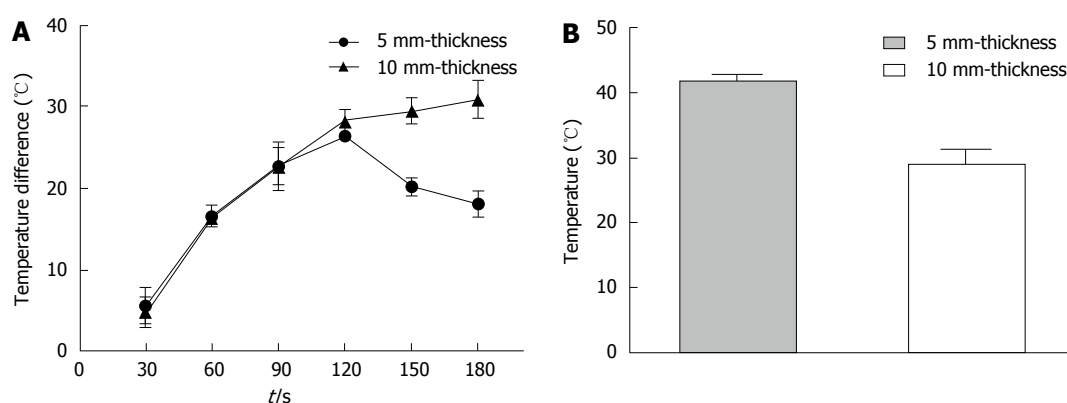 A
Temperature difference (℃)
40
30
20
10
0
0
30
60
90
120
150
180
t/s
5 mm-thickness
10 mm-thickness
B
Temperature (℃)
50
40
30
20
10
0
5 mm-thickness
10 mm-thickness